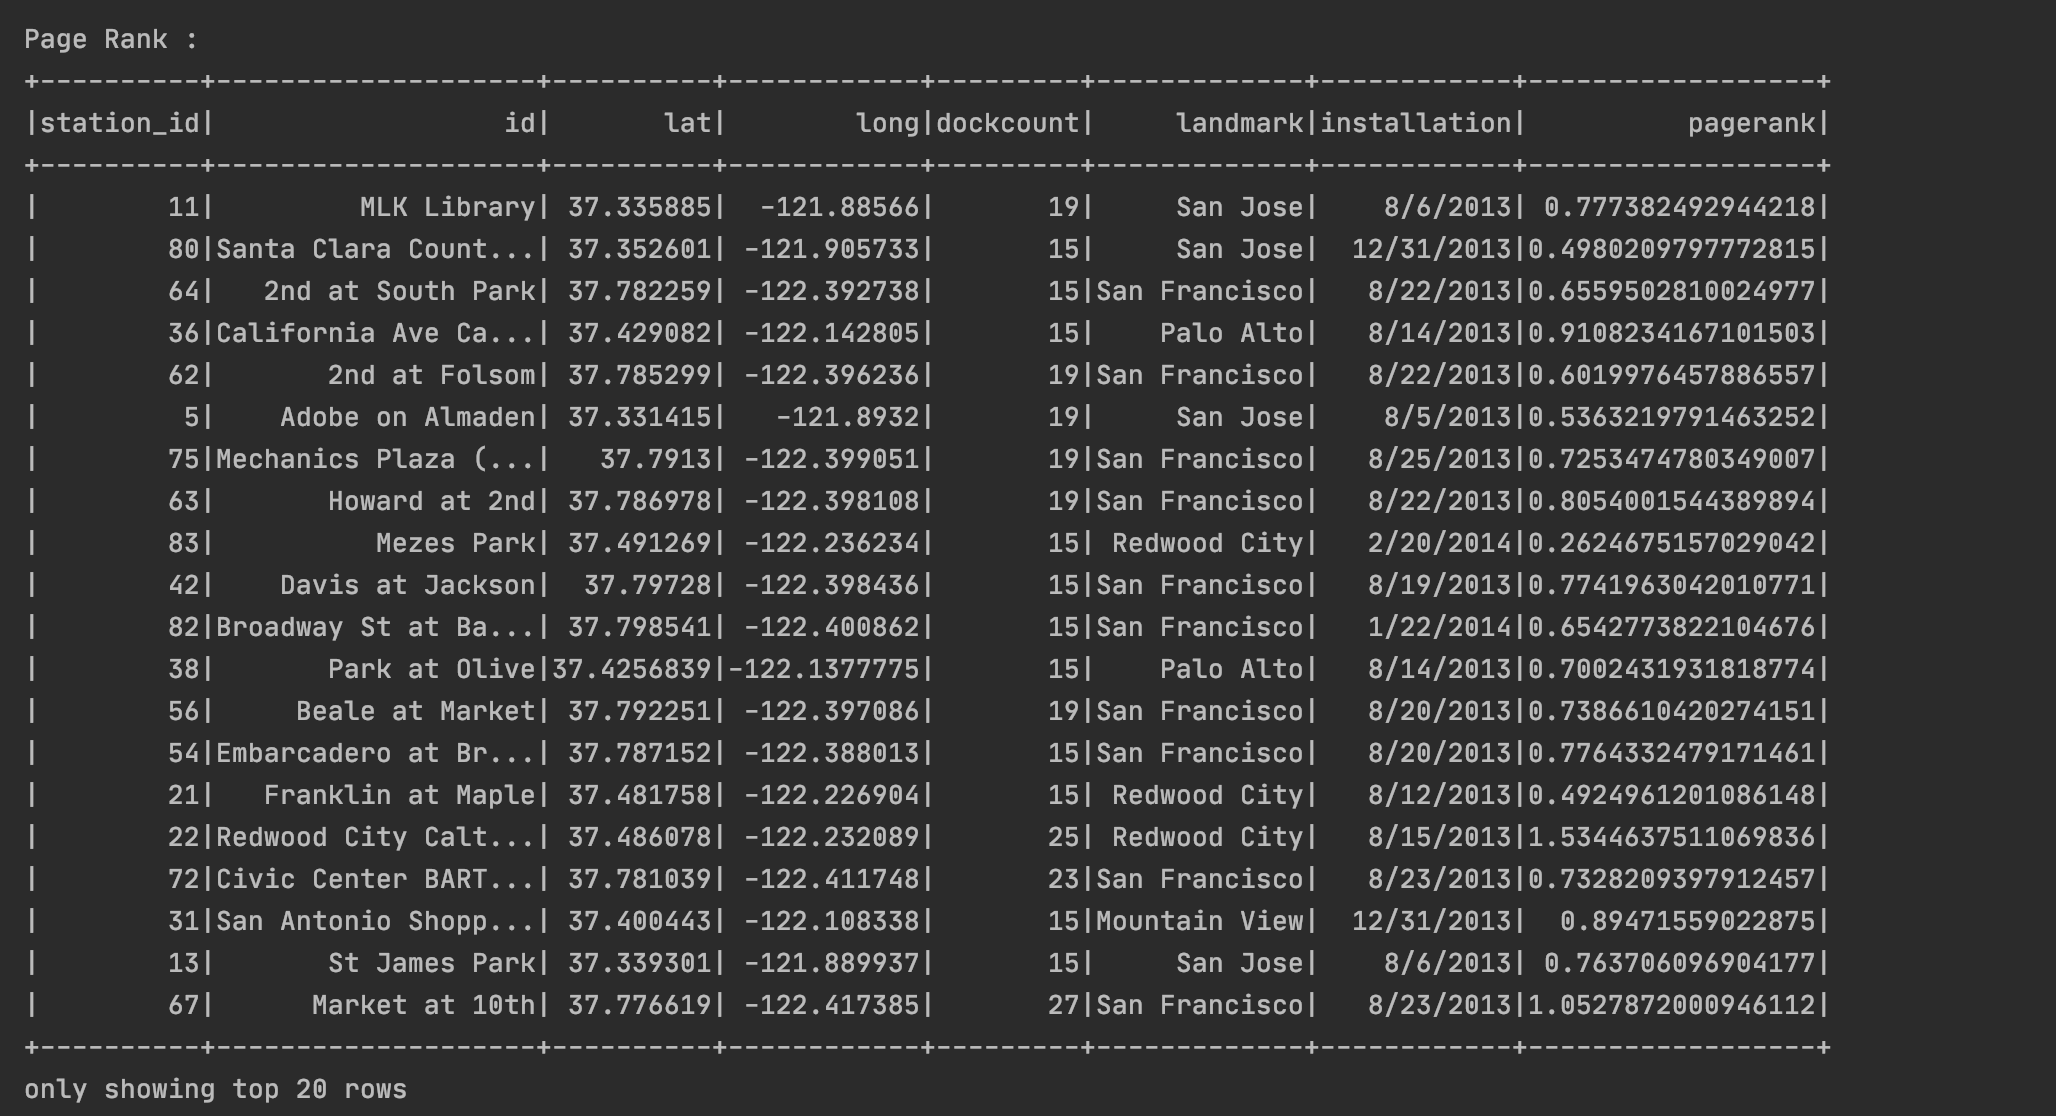 Page Rank :
+----------+--------------------+----------+------------+---------+-------------+------------+------------------+
|station_id|                  id|       lat|        long|dockcount|     landmark|installation|          pagerank|
+----------+--------------------+----------+------------+---------+-------------+------------+------------------+
|        11|         MLK Library| 37.335885|  -121.88566|       19|     San Jose|    8/6/2013| 0.777382492944218|
|        80|Santa Clara Count...| 37.352601| -121.905733|       15|     San Jose|  12/31/2013|0.4980209797772815|
|        64|   2nd at South Park| 37.782259| -122.392738|       15|San Francisco|   8/22/2013|0.6559502810024977|
|        36|California Ave Ca...| 37.429082| -122.142805|       15|    Palo Alto|   8/14/2013|0.9108234167101503|
|        62|       2nd at Folsom| 37.785299| -122.396236|       19|San Francisco|   8/22/2013|0.6019976457886557|
|         5|    Adobe on Almaden| 37.331415|   -121.8932|       19|     San Jose|    8/5/2013|0.5363219791463252|
|        75|Mechanics Plaza (...|   37.7913| -122.399051|       19|San Francisco|   8/25/2013|0.7253474780349007|
|        63|       Howard at 2nd| 37.786978| -122.398108|       19|San Francisco|   8/22/2013|0.8054001544389894|
|        83|          Mezes Park| 37.491269| -122.236234|       15| Redwood City|   2/20/2014|0.2624675157029042|
|        42|    Davis at Jackson|  37.79728| -122.398436|       15|San Francisco|   8/19/2013|0.7741963042010771|
|        82|Broadway St at Ba...| 37.798541| -122.400862|       15|San Francisco|   1/22/2014|0.6542773822104676|
|        38|       Park at Olive|37.4256839|-122.1377775|       15|    Palo Alto|   8/14/2013|0.7002431931818774|
|        56|     Beale at Market| 37.792251| -122.397086|       19|San Francisco|   8/20/2013|0.7386610420274151|
|        54|Embarcadero at Br...| 37.787152| -122.388013|       15|San Francisco|   8/20/2013|0.7764332479171461|
|        21|   Franklin at Maple| 37.481758| -122.226904|       15| Redwood City|   8/12/2013|0.4924961201086148|
|        22|Redwood City Calt...| 37.486078| -122.232089|       25| Redwood City|   8/15/2013|1.5344637511069836|
|        72|Civic Center BART...| 37.781039| -122.411748|       23|San Francisco|   8/23/2013|0.7328209397912457|
|        31|San Antonio Shopp...| 37.400443| -122.108338|       15|Mountain View|  12/31/2013|  0.89471559022875|
|        13|       St James Park| 37.339301| -121.889937|       15|     San Jose|    8/6/2013| 0.763706096904177|
|        67|      Market at 10th| 37.776619| -122.417385|       27|San Francisco|   8/23/2013|1.0527872000946112|
+----------+--------------------+----------+------------+---------+-------------+------------+------------------+
only showing top 20 rows